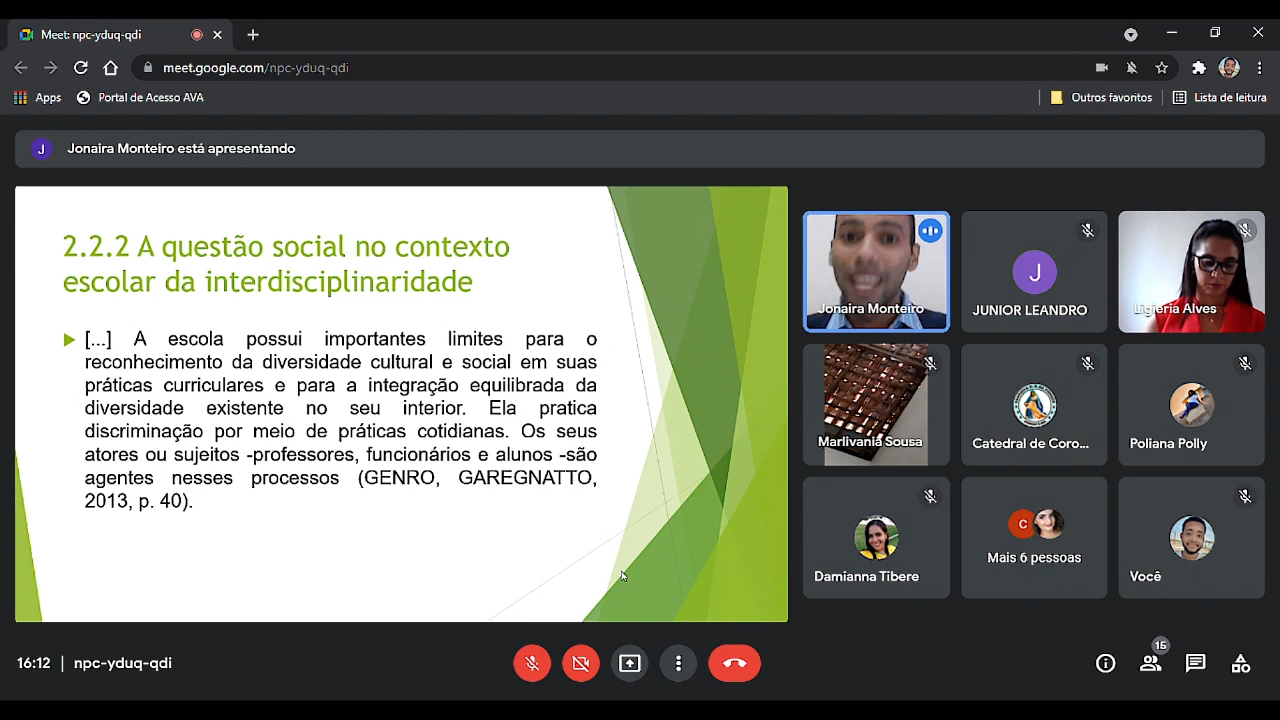 Meet: npc-yduq-qdi
meet.google.com/npc-yduq-qdi
Apps
Portal de Acesso AVA
Outros favoritos
Lista de leitura
J
Jonaira Monteiro está apresentando
2.2.2 A questão social no contexto
escolar da interdisciplinaridade
[...] A escola possui importantes limites para o
reconhecimento da diversidade cultural e social em suas
práticas curriculares e para a integração equilibrada da
diversidade existente no seu interior. Ela pratica
discriminação por meio de práticas cotidianas. Os seus
atores ou sujeitos -professores, funcionários e alunos -são
agentes nesses processos (GENRO, GAREGNATTO,
2013, p. 40).
Jonaira Monteiro
J
JUNIOR LEANDRO
Ligieria Alves
Marlivania Sousa
Catedral de Coro...
Poliana Polly
Damianna Tibere
C
Mais 6 pessoas
Você
16:12 | npc-yduq-qdi
15